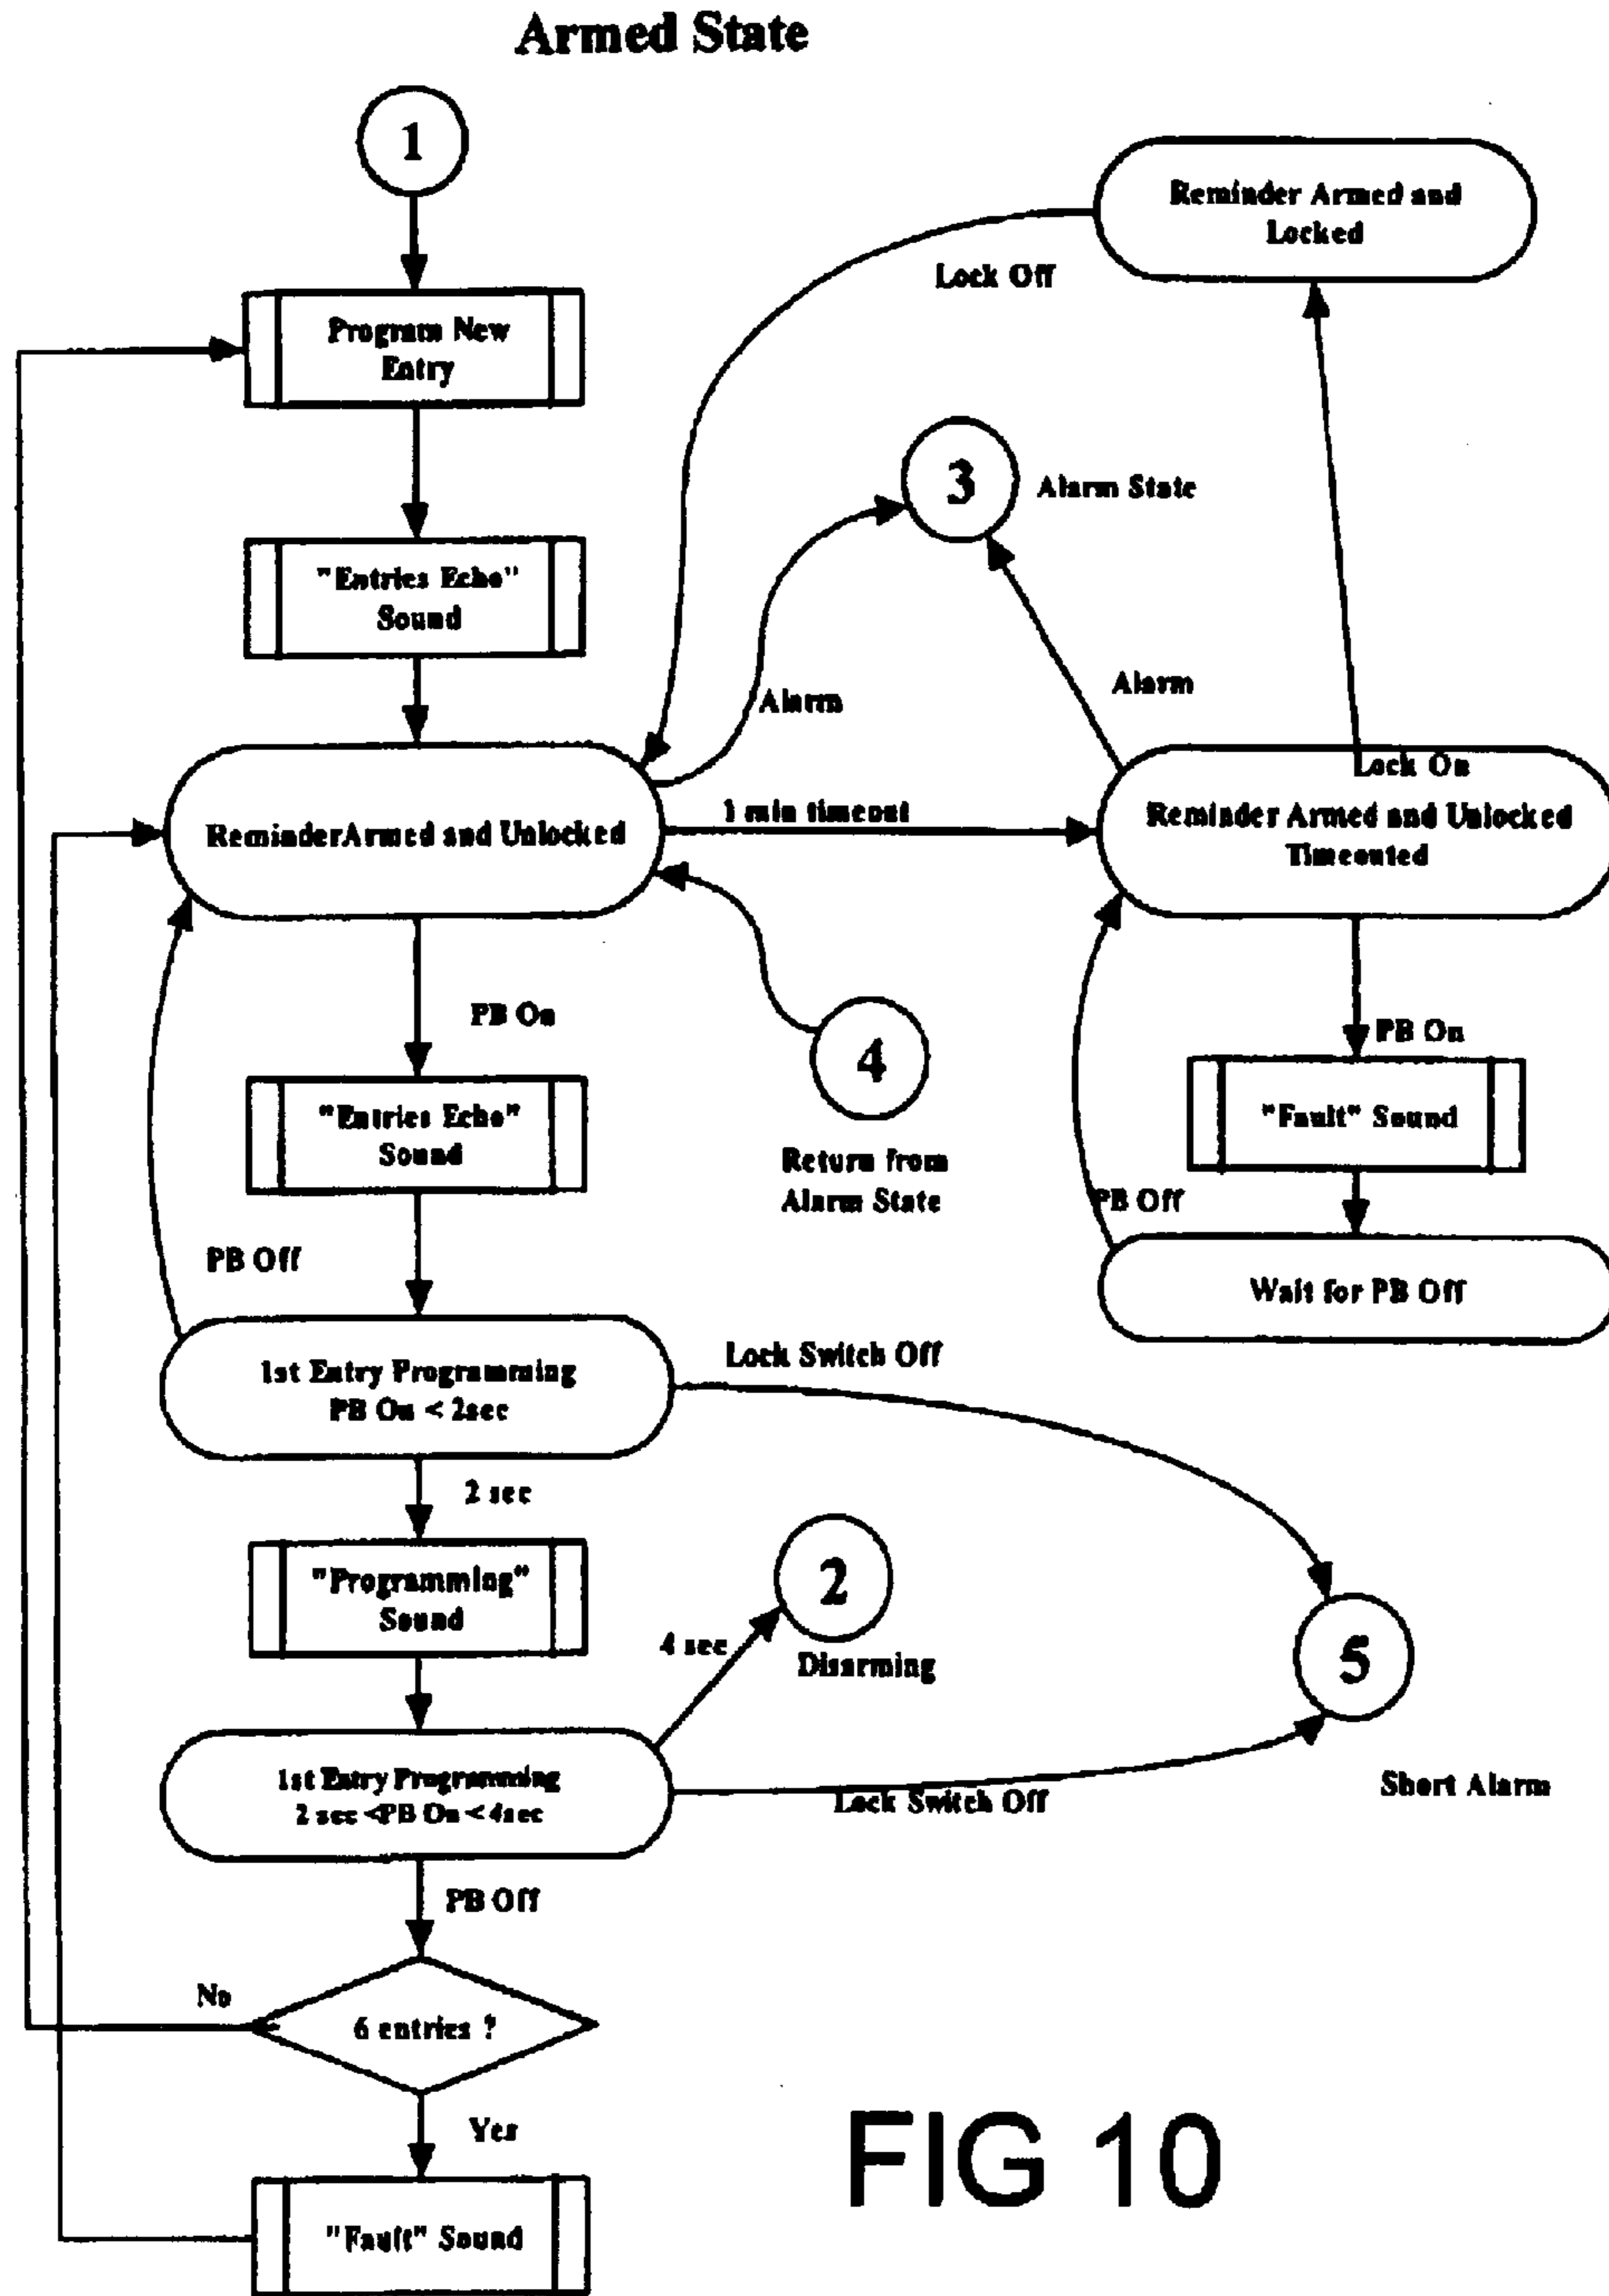 Armed State
1
Reminder Armed and
Locked
Lock Off
Program New
Entry
3
Alarm State
"Entries Echo"
Sound
Alarm
Alarm
Lock On
ReminderArmed and Unlocked
1 min timeout
Reminder Armed and Unlocked
Timeouted
PB On
4
PB On
"Entries Echo"
Sound
"Fault" Sound
Return from
Alarm State
PB Off
PB Off
Wait for PB Off
1st Entry Programming
PB On < 2sec
Lock Switch Off
2 sec
"Programming"
Sound
2
4 sec
Disarming
5
1st Entry Programming
2 sec <PB On < 4sec
Lock Switch Off
Short Alarm
PB Off
No
6 entries ?
Yes
"Fault" Sound
FIG 10